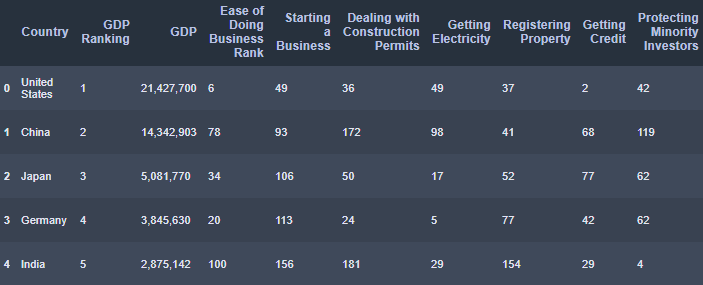 Country GDP Ranking GDP Ease of Doing Business Rank Starting a Business Dealing with Construction Permits Getting Electricity Registering Property Getting Credit Protecting Minority Investors
0 United States 1 21,427,700 6 49 36 49 37 2 42
1 China 2 14,342,903 78 93 172 98 41 68 119
2 Japan 3 5,081,770 34 106 50 17 52 77 62
3 Germany 4 3,845,630 20 113 24 5 77 42 62
4 India 5 2,875,142 100 156 181 29 154 29 4